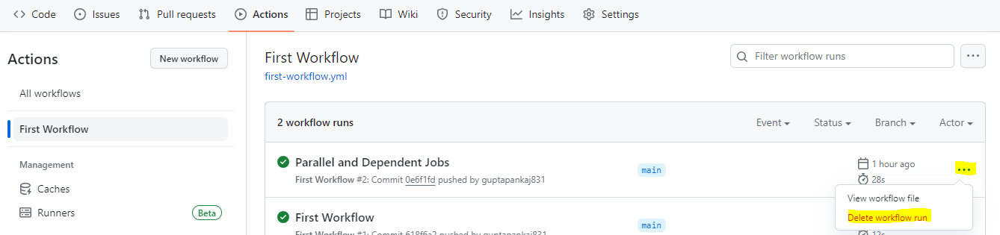 Code Issues Pull requests Actions Projects Wiki Security Insights Settings
Actions
New workflow
All workflows
First Workflow
Management
Caches
Runners Beta
First Workflow
first-workflow.yml
Filter workflow runs
2 workflow runs Event Status Branch Actor
Parallel and Dependent Jobs
First Workflow #2: Commit 0e6f1fd pushed by guptapankaj831
main
1 hour ago
28s
View workflow file
Delete workflow run
First Workflow
First Workflow #1: Commit 618f6a2 pushed by guptapankaj831
main
12s